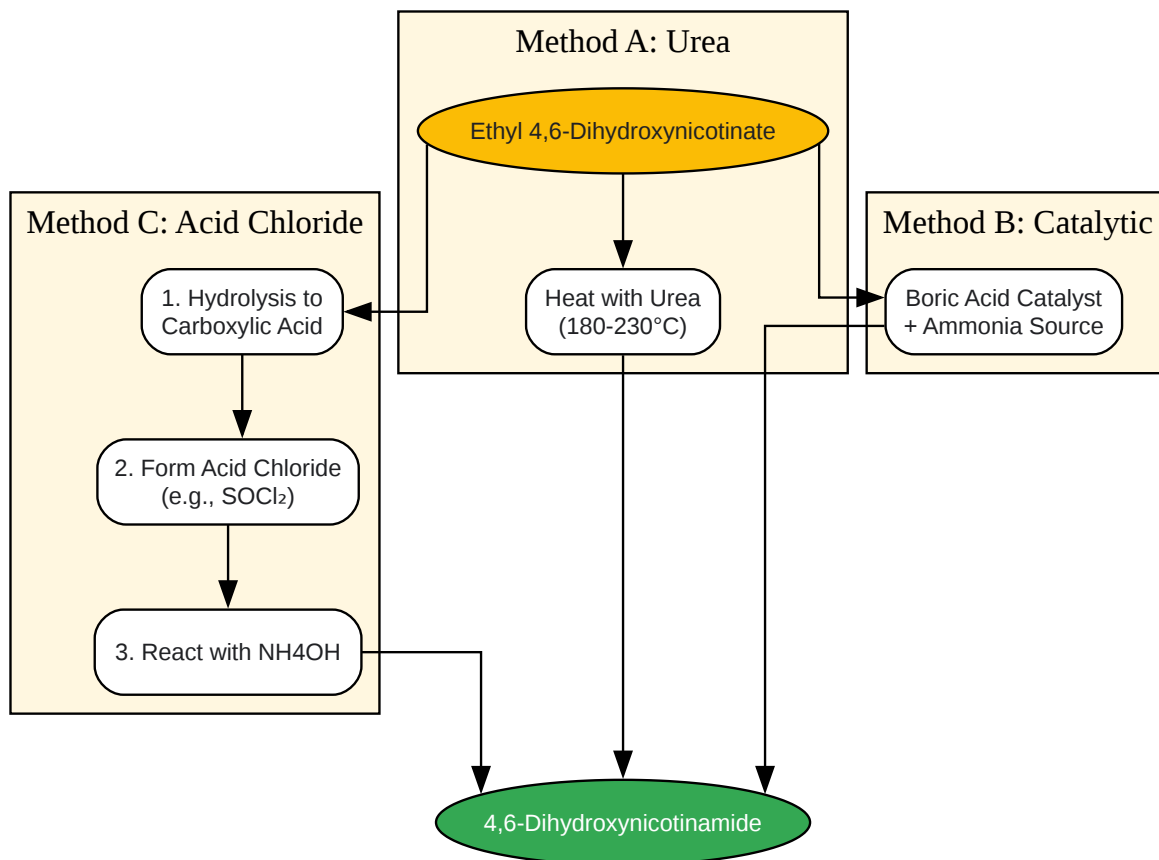 Method A: Urea
Ethyl 4,6-Dihydroxynicotinate
Heat with Urea
(180-230°C)
Method C: Acid Chloride
1. Hydrolysis to
Carboxylic Acid
2. Form Acid Chloride
(e.g., SOCl₂)
3. React with NH4OH
Method B: Catalytic
Boric Acid Catalyst
+ Ammonia Source
4,6-Dihydroxynicotinamide